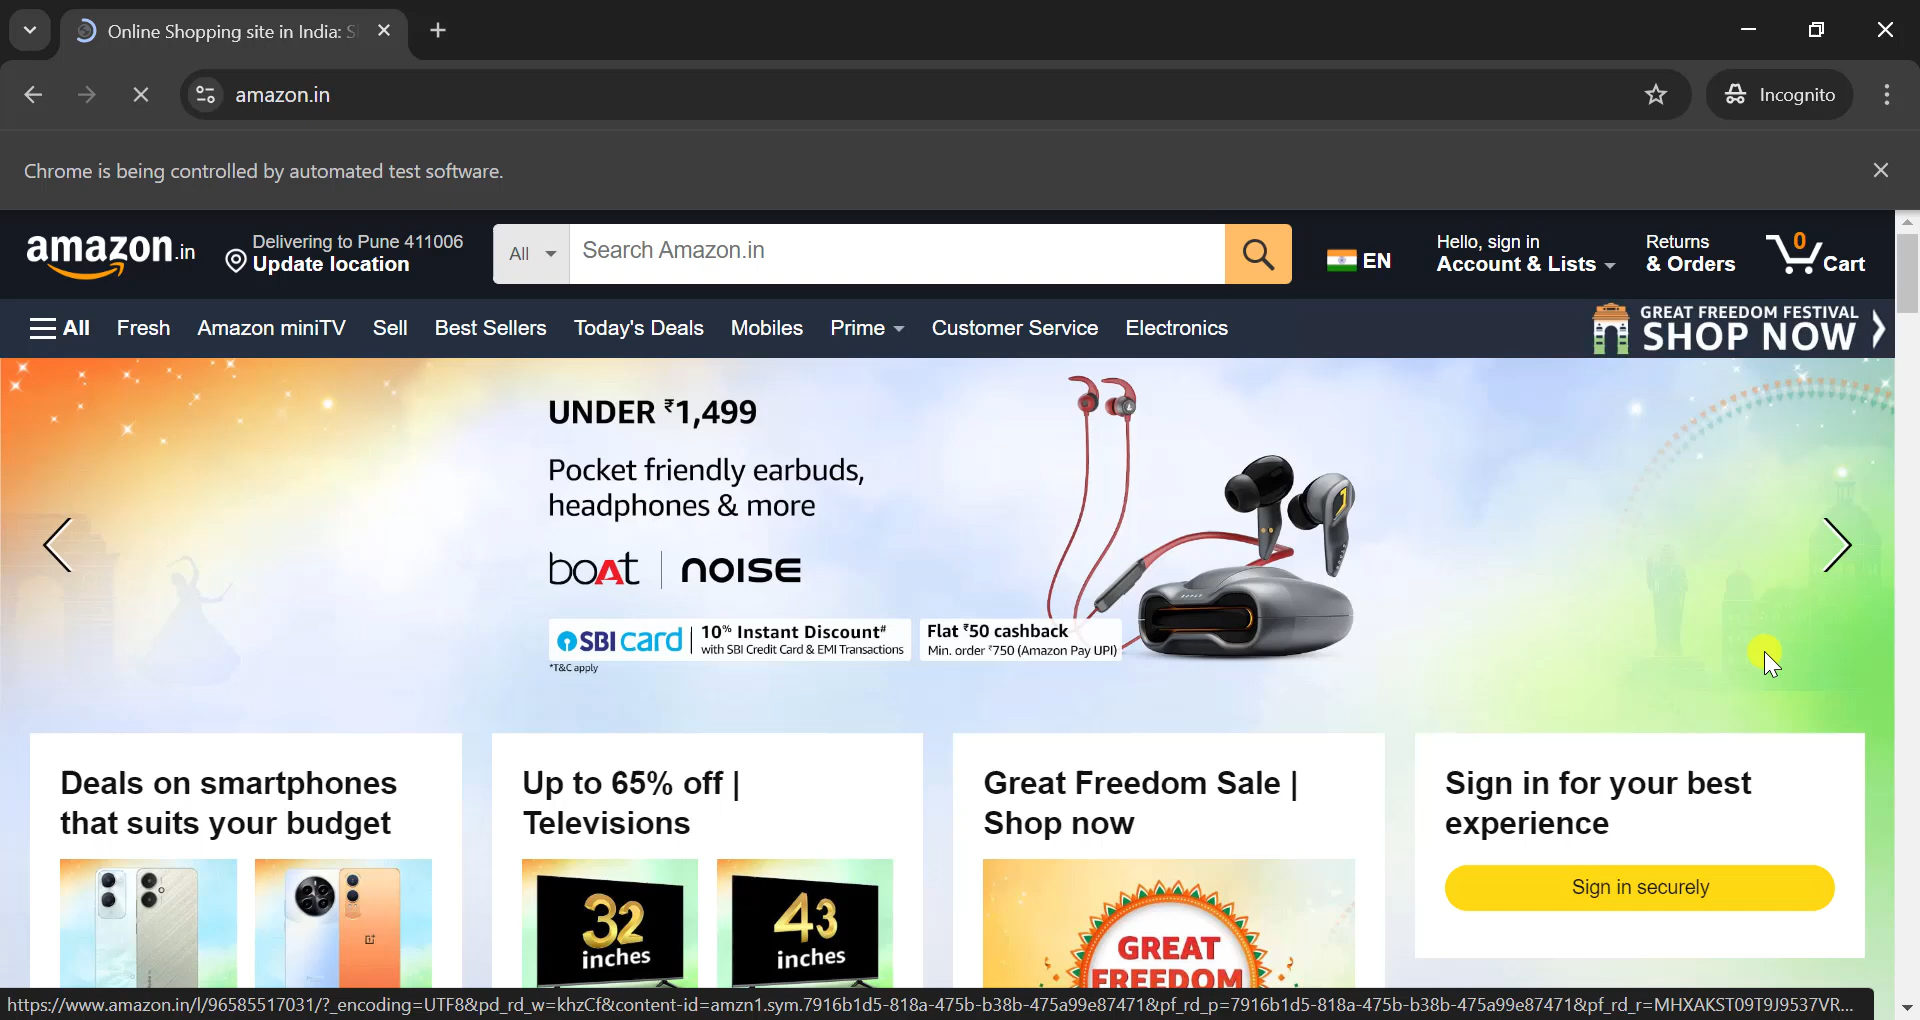 Online Shopping site in India: S
amazon.in
Incognito
Chrome is being controlled by automated test software.
amazon.in
Delivering to Pune 411006
Update location
All
Search Amazon.in
EN
Hello, sign in
Account & Lists
Returns
& Orders
0
Cart
All
Fresh
Amazon miniTV
Sell
Best Sellers
Today's Deals
Mobiles
Prime
Customer Service
Electronics
GREAT FREEDOM FESTIVAL
SHOP NOW
UNDER ₹1,499
Pocket friendly earbuds,
headphones & more
boAt | noise
SBI card
10% Instant Discount#
with SBI Credit Card & EMI Transactions
Flat ₹50 cashback
Min. order ₹750 (Amazon Pay UPI)
*T&C apply
Deals on smartphones
that suits your budget
Up to 65% off |
Televisions
32
inches
43
inches
Great Freedom Sale |
Shop now
GREAT
FREEDOM
Sign in for your best
experience
Sign in securely
https://www.amazon.in/l/96585517031/?_encoding=UTF8&pd_rd_w=khzCf&content-id=amzn1.sym.7916b1d5-818a-475b-b38b-475a99e87471&pf_rd_p=7916b1d5-818a-475b-b38b-475a99e87471&pf_rd_r=MHXAKST09T9J9537VR...